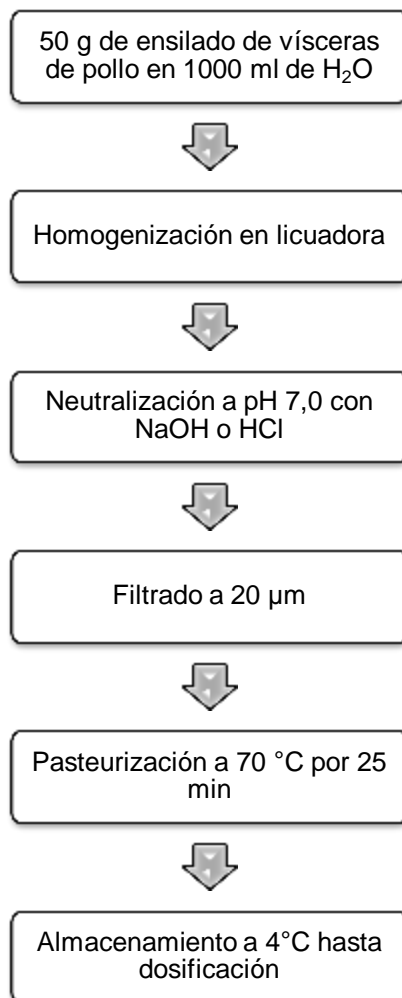 50 g de ensilado de vísceras
de pollo en 1000 ml de H₂O
Homogenización en licuadora
Neutralización a pH 7,0 con
NaOH o HCl
Filtrado a 20 µm
Pasteurización a 70 °C por 25
min
Almacenamiento a 4°C hasta
dosificación